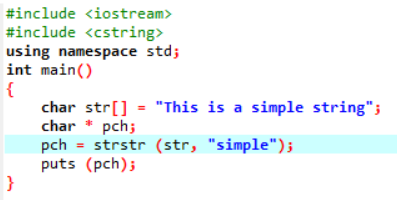 #include <iostream>
#include <cstring>
using namespace std;
int main()
{
    char str[] = "This is a simple string";
    char * pch;
    pch = strstr (str, "simple");
    puts (pch);
}